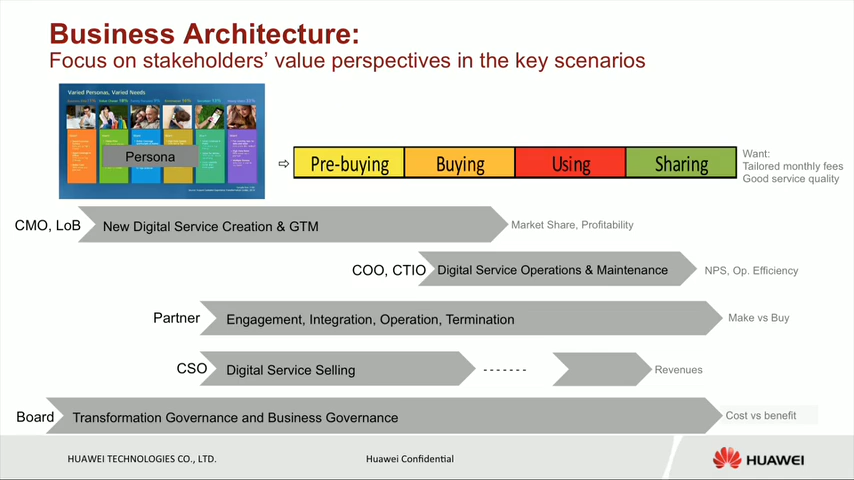 Business Architecture:
Focus on stakeholders’ value perspectives in the key scenarios
Varied Personas, Varied Needs
Persona
Pre-buying
Buying
Using
Sharing
Want:
Tailored monthly fees
Good service quality
CMO, LoB
New Digital Service Creation & GTM
Market Share, Profitability
COO, CTIO
Digital Service Operations & Maintenance
NPS, Op. Efficiency
Partner
Engagement, Integration, Operation, Termination
Make vs Buy
CSO
Digital Service Selling
-------
Revenues
Board
Transformation Governance and Business Governance
Cost vs benefit
HUAWEI TECHNOLOGIES CO., LTD.
Huawei Confidential
HUAWEI